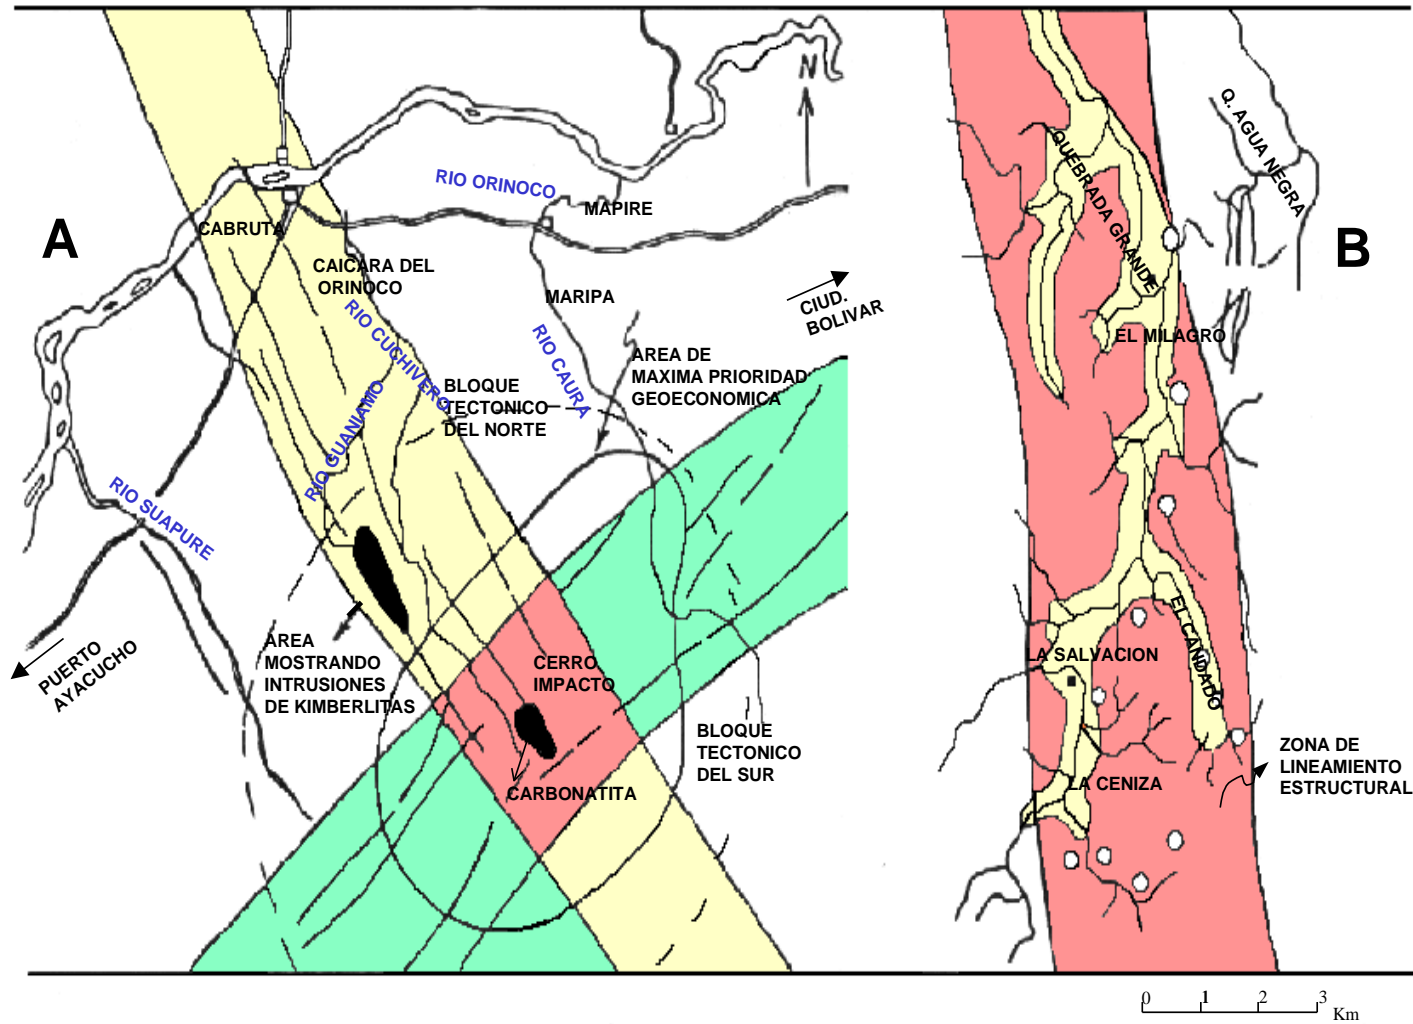 A
N
RIO ORINOCO
MAPIRE
CABRUTA
CAICARA DEL
ORINOCO
MARIPA
CIUD.
BOLIVAR
RIO CUCHIVERO
RIO CAURA
RIO GUANIAMO
AREA DE
MAXIMA PRIORIDAD
GEOECONOMICA
BLOQUE
TECTONICO
DEL NORTE
RIO SUAPURE
PUERTO
AYACUCHO
AREA
MOSTRANDO
INTRUSIONES
DE KIMBERLITAS
CERRO
IMPACTO
CARBONATITA
BLOQUE
TECTONICO
DEL SUR
B
Q. AGUA NEGRA
QUEBRADA GRANDE
EL MILAGRO
EL CANDADO
LA SALVACION
LA CENIZA
ZONA DE
LINEAMIENTO
ESTRUCTURAL
0 1 2 3
Km